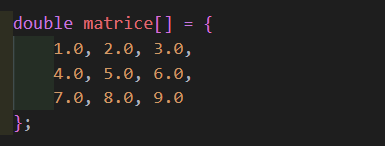 double matrice[] = {
    1.0, 2.0, 3.0,
    4.0, 5.0, 6.0,
    7.0, 8.0, 9.0
};